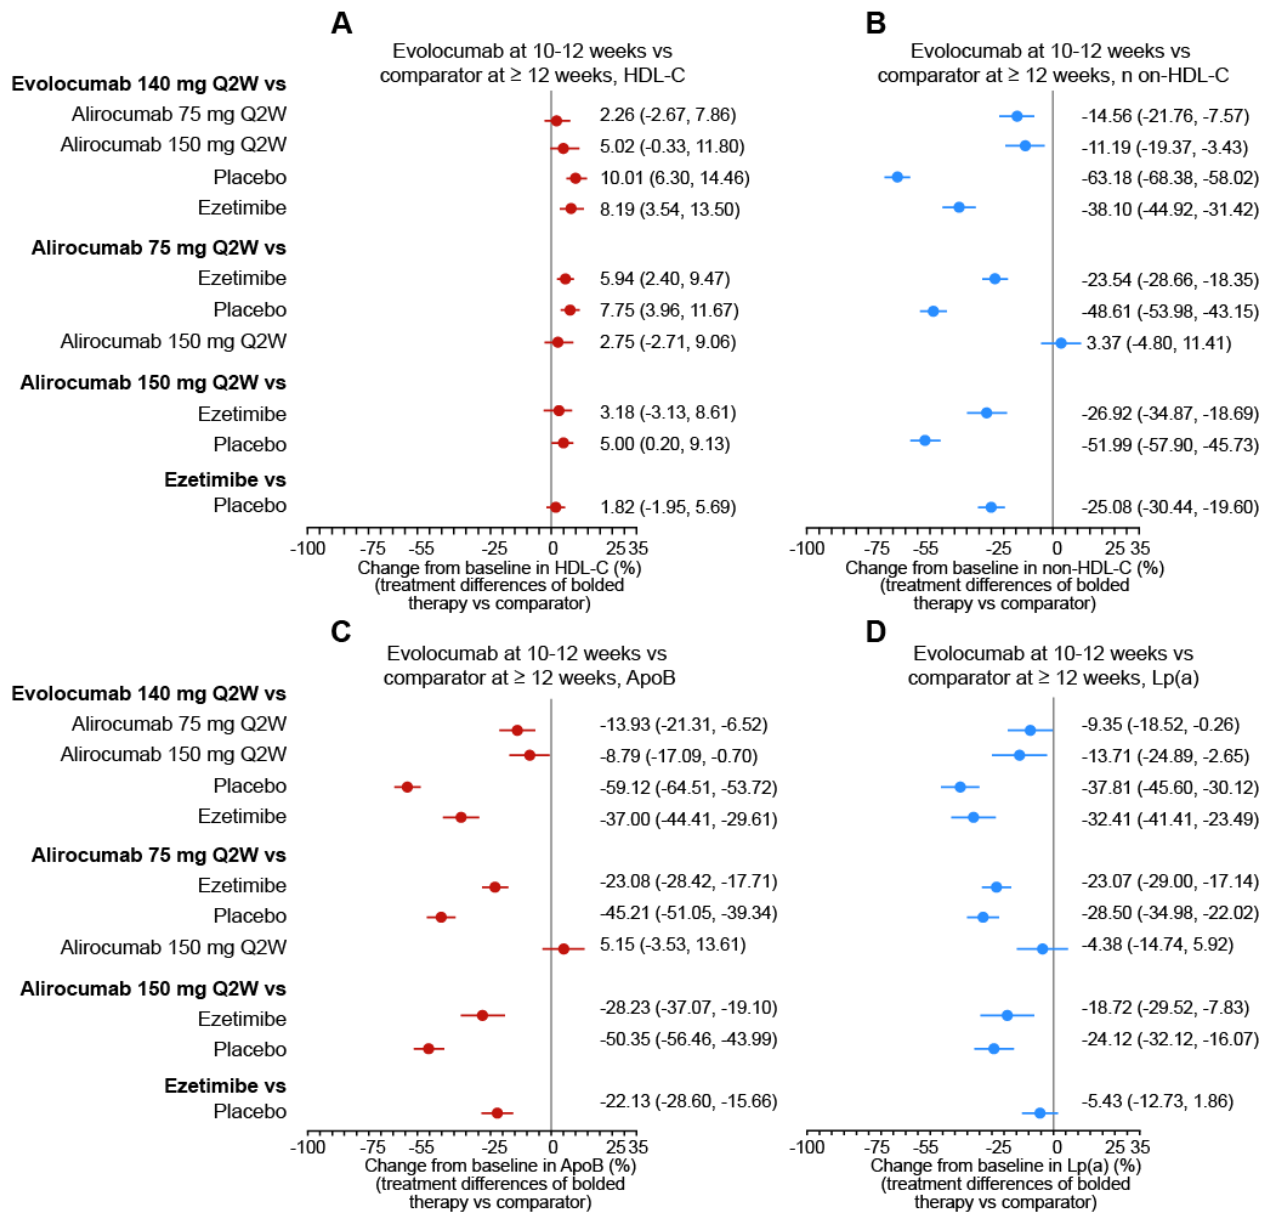 A
Evolocumab at 10-12 weeks vs
comparator at ≥ 12 weeks, HDL-C
Evolocumab 140 mg Q2W vs
Alirocumab 75 mg Q2W 2.26 (-2.67, 7.86)
Alirocumab 150 mg Q2W 5.02 (-0.33, 11.80)
Placebo 10.01 (6.30, 14.46)
Ezetimibe 8.19 (3.54, 13.50)
Alirocumab 75 mg Q2W vs
Ezetimibe 5.94 (2.40, 9.47)
Placebo 7.75 (3.96, 11.67)
Alirocumab 150 mg Q2W 2.75 (-2.71, 9.06)
Alirocumab 150 mg Q2W vs
Ezetimibe 3.18 (-3.13, 8.61)
Placebo 5.00 (0.20, 9.13)
Ezetimibe vs
Placebo 1.82 (-1.95, 5.69)
-100 -75 -55 -25 0 25 35
Change from baseline in HDL-C (%)
(treatment differences of bolded
therapy vs comparator)
B
Evolocumab at 10-12 weeks vs
comparator at ≥ 12 weeks, n on-HDL-C
-14.56 (-21.76, -7.57)
-11.19 (-19.37, -3.43)
-63.18 (-68.38, -58.02)
-38.10 (-44.92, -31.42)
-23.54 (-28.66, -18.35)
-48.61 (-53.98, -43.15)
3.37 (-4.80, 11.41)
-26.92 (-34.87, -18.69)
-51.99 (-57.90, -45.73)
-25.08 (-30.44, -19.60)
-100 -75 -55 -25 0 25 35
Change from baseline in non-HDL-C (%)
(treatment differences of bolded
therapy vs comparator)
C
Evolocumab at 10-12 weeks vs
comparator at ≥ 12 weeks, ApoB
Evolocumab 140 mg Q2W vs
Alirocumab 75 mg Q2W -13.93 (-21.31, -6.52)
Alirocumab 150 mg Q2W -8.79 (-17.09, -0.70)
Placebo -59.12 (-64.51, -53.72)
Ezetimibe -37.00 (-44.41, -29.61)
Alirocumab 75 mg Q2W vs
Ezetimibe -23.08 (-28.42, -17.71)
Placebo -45.21 (-51.05, -39.34)
Alirocumab 150 mg Q2W 5.15 (-3.53, 13.61)
Alirocumab 150 mg Q2W vs
Ezetimibe -28.23 (-37.07, -19.10)
Placebo -50.35 (-56.46, -43.99)
Ezetimibe vs
Placebo -22.13 (-28.60, -15.66)
-100 -75 -55 -25 0 25 35
Change from baseline in ApoB (%)
(treatment differences of bolded
therapy vs comparator)
D
Evolocumab at 10-12 weeks vs
comparator at ≥ 12 weeks, Lp(a)
-9.35 (-18.52, -0.26)
-13.71 (-24.89, -2.65)
-37.81 (-45.60, -30.12)
-32.41 (-41.41, -23.49)
-23.07 (-29.00, -17.14)
-28.50 (-34.98, -22.02)
-4.38 (-14.74, 5.92)
-18.72 (-29.52, -7.83)
-24.12 (-32.12, -16.07)
-5.43 (-12.73, 1.86)
-100 -75 -55 -25 0 25 35
Change from baseline in Lp(a) (%)
(treatment differences of bolded
therapy vs comparator)